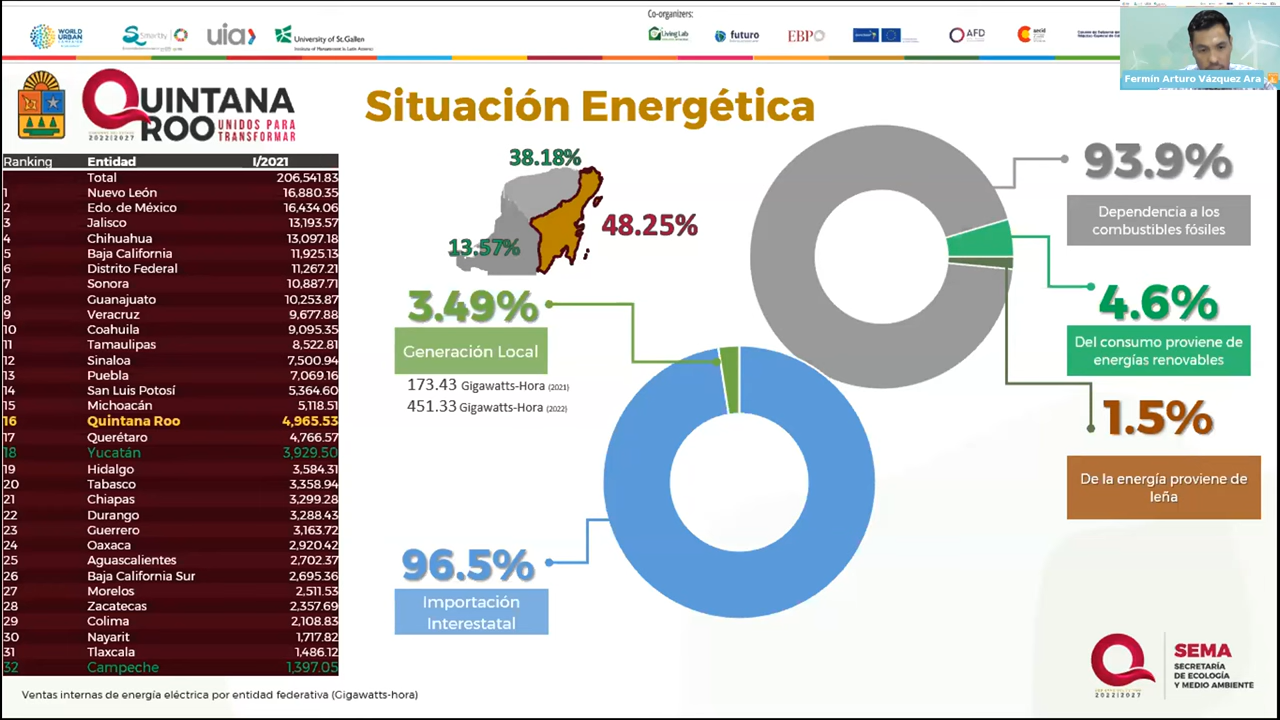 Co-organizers:
WORLD URBAN CAMPAIGN
Smartly
uia
University of St.Gallen
Institute of Management in Latin America
Living Lab
futuro
EBP
AFD
aecid
Fermín Arturo Vázquez Ara
QUINTANA ROO
UNIDOS PARA TRANSFORMAR
2022|2027
Situación Energética
Ranking Entidad I/2021
Total 206,541.83
1 Nuevo León 16,880.35
2 Edo. de México 16,434.06
3 Jalisco 13,193.57
4 Chihuahua 13,097.18
5 Baja California 11,925.13
6 Distrito Federal 11,267.21
7 Sonora 10,887.71
8 Guanajuato 10,253.87
9 Veracruz 9,677.88
10 Coahuila 9,095.35
11 Tamaulipas 8,522.81
12 Sinaloa 7,500.94
13 Puebla 7,069.16
14 San Luis Potosí 5,364.60
15 Michoacán 5,118.51
16 Quintana Roo 4,965.53
17 Querétaro 4,766.57
18 Yucatán 3,929.50
19 Hidalgo 3,584.31
20 Tabasco 3,358.94
21 Chiapas 3,299.28
22 Durango 3,288.43
23 Guerrero 3,163.72
24 Oaxaca 2,920.42
25 Aguascalientes 2,702.37
26 Baja California Sur 2,695.36
27 Morelos 2,511.53
28 Zacatecas 2,357.69
29 Colima 2,108.83
30 Nayarit 1,717.82
31 Tlaxcala 1,486.12
32 Campeche 1,397.05
Ventas internas de energía eléctrica por entidad federativa (Gigawatts-hora)
38.18%
48.25%
13.57%
3.49%
Generación Local
173.43 Gigawatts-Hora (2021)
451.33 Gigawatts-Hora (2022)
96.5%
Importación
Interestatal
93.9%
Dependencia a los
combustibles fósiles
4.6%
Del consumo proviene de
energías renovables
1.5%
De la energía proviene de
leña
SEMA
SECRETARÍA
DE ECOLOGÍA
Y MEDIO AMBIENTE
2022|2027